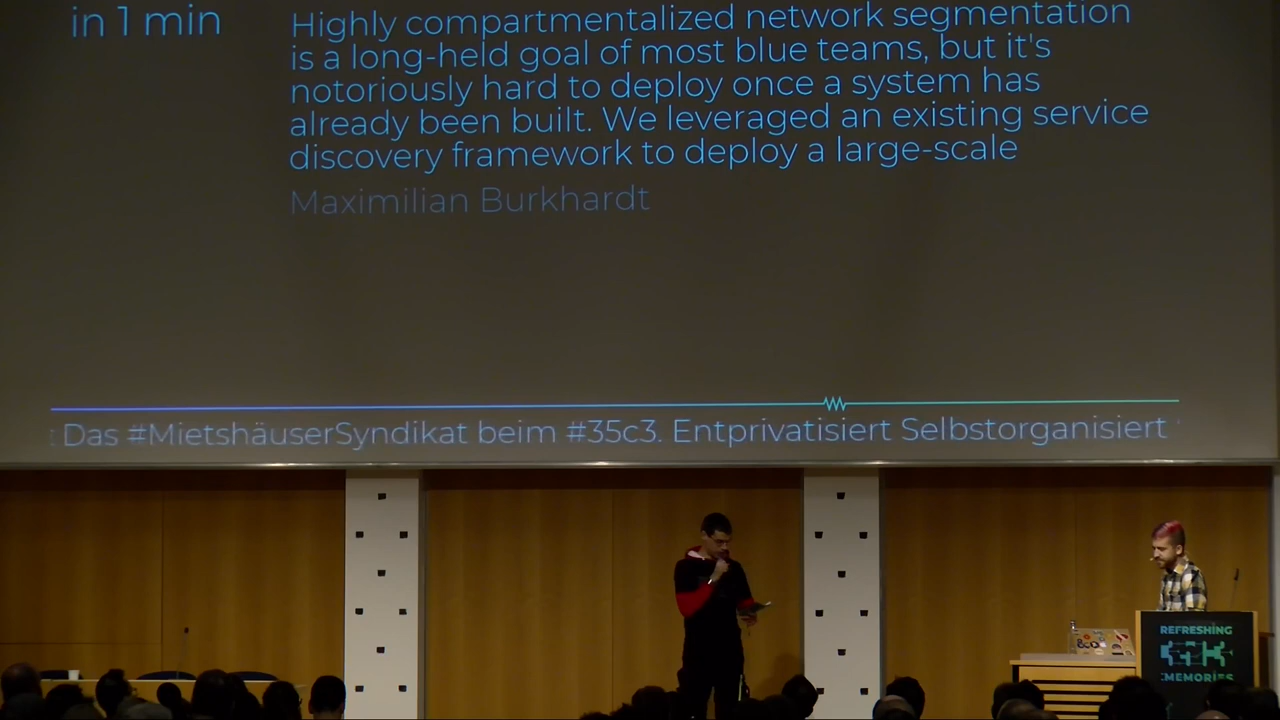 in 1 min
Highly compartmentalized network segmentation
is a long-held goal of most blue teams, but it's
notoriously hard to deploy once a system has
already been built. We leveraged an existing service
discovery framework to deploy a large-scale
Maximilian Burkhardt
: Das #MietshäuserSyndikat beim #35c3. Entprivatisiert Selbstorganisiert
REFRESHING
:MEMORIES